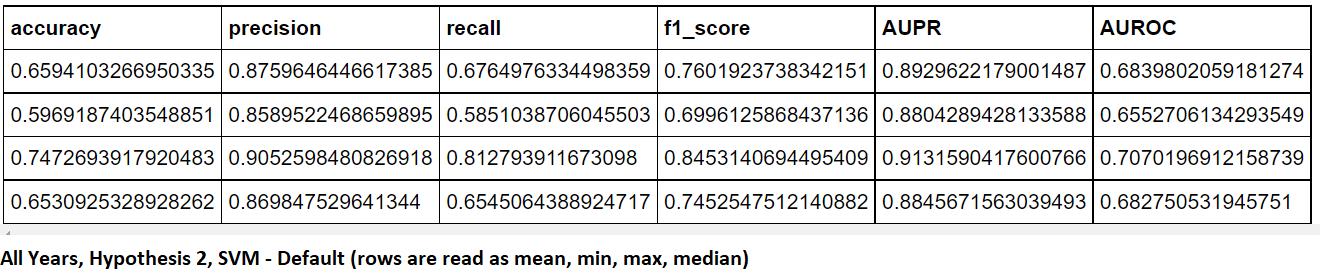 accuracy precision recall f1_score AUPR AUROC
0.6594103266950335 0.8759646446617385 0.6764976334498359 0.7601923738342151 0.8929622179001487 0.6839802059181274
0.5969187403548851 0.8589522468659895 0.5851038706045503 0.6996125868437136 0.8804289428133588 0.6552706134293549
0.7472693917920483 0.9052598480826918 0.812793911673098 0.8453140694495409 0.9131590417600766 0.7070196912158739
0.6530925328928262 0.869847529641344 0.6545064388924717 0.7452547512140882 0.8845671563039493 0.682750531945751
All Years, Hypothesis 2, SVM - Default (rows are read as mean, min, max, median)